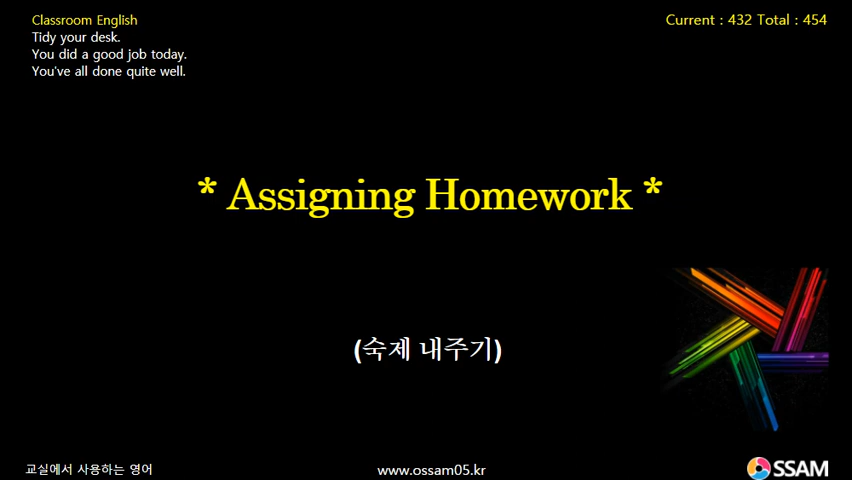 Classroom English
Current : 432 Total : 454
Tidy your desk.
You did a good job today.
You've all done quite well.
* Assigning Homework *
(숙제 내주기)
교실에서 사용하는 영어
www.ossam05.kr
SSAM